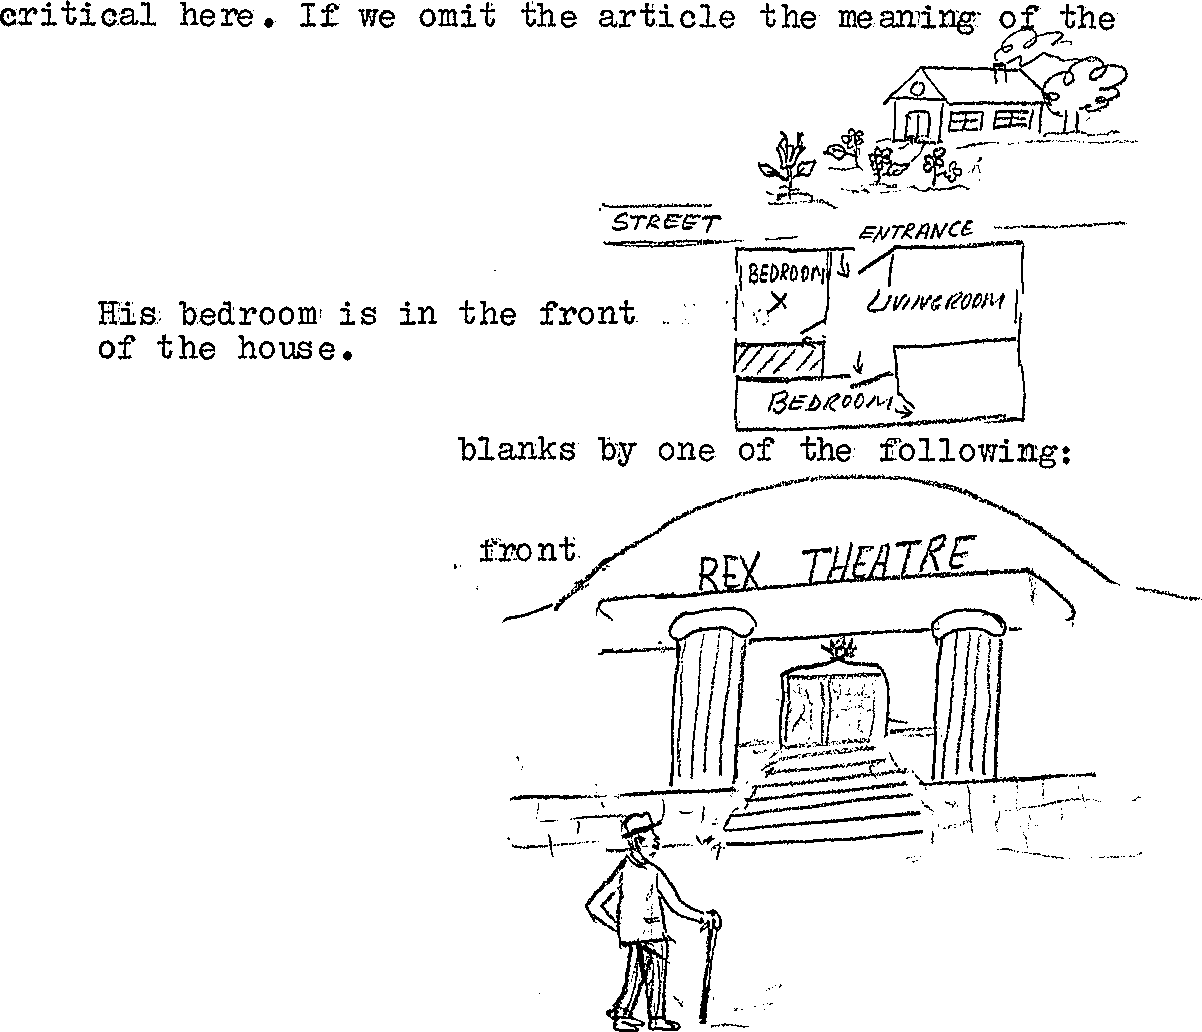 critical here. If we omit the article the meaning of the
STREET
ENTRANCE
BEDROOM
X
LIVINGROOM
His bedroom is in the front
of the house.
BEDROOM
blanks by one of the following:
front
REX THEATRE